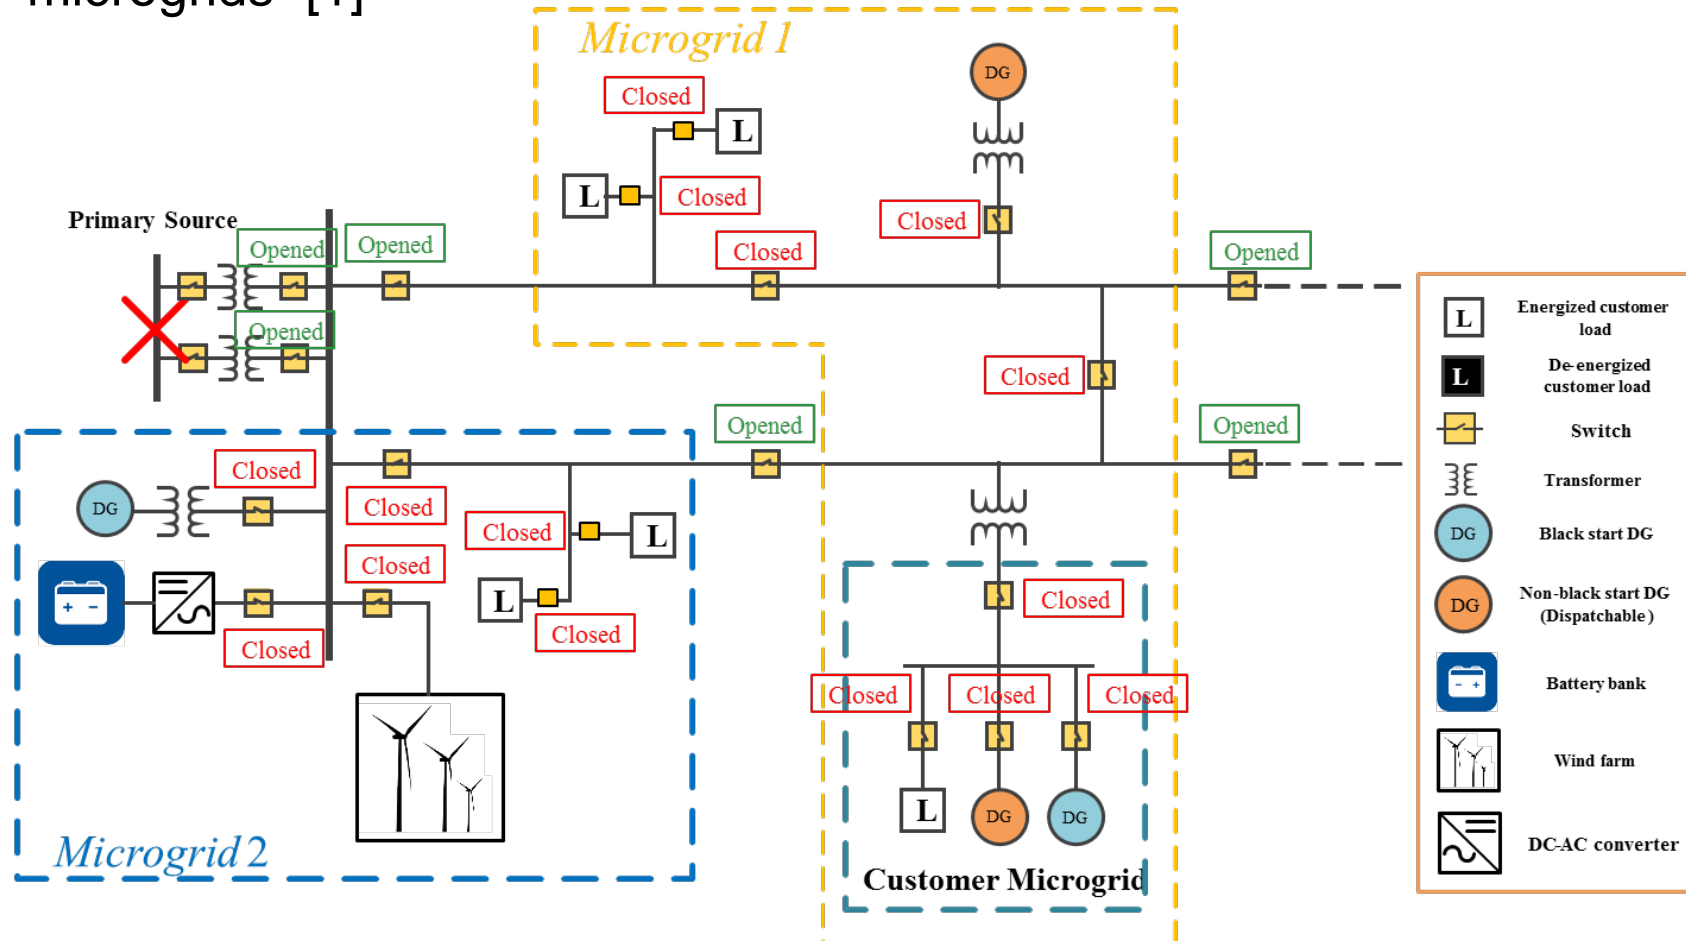 microgrids" [1]
Microgrid 1
DG
Closed
L
L
Closed
Closed
Closed
Primary Source
Opened
Opened
Opened
Opened
Closed
Opened
Opened
Microgrid 2
Closed
DG
Closed
Closed
L
Closed
+ −
Closed
L
Closed
Closed
Closed
Closed
Closed
L
DG
DG
Customer Microgrid
L
Energized customer
load
L
De-energized
customer load
Switch
Transformer
DG
Black start DG
DG
Non-black start DG
(Dispatchable)
− +
Battery bank
Wind farm
DC-AC converter